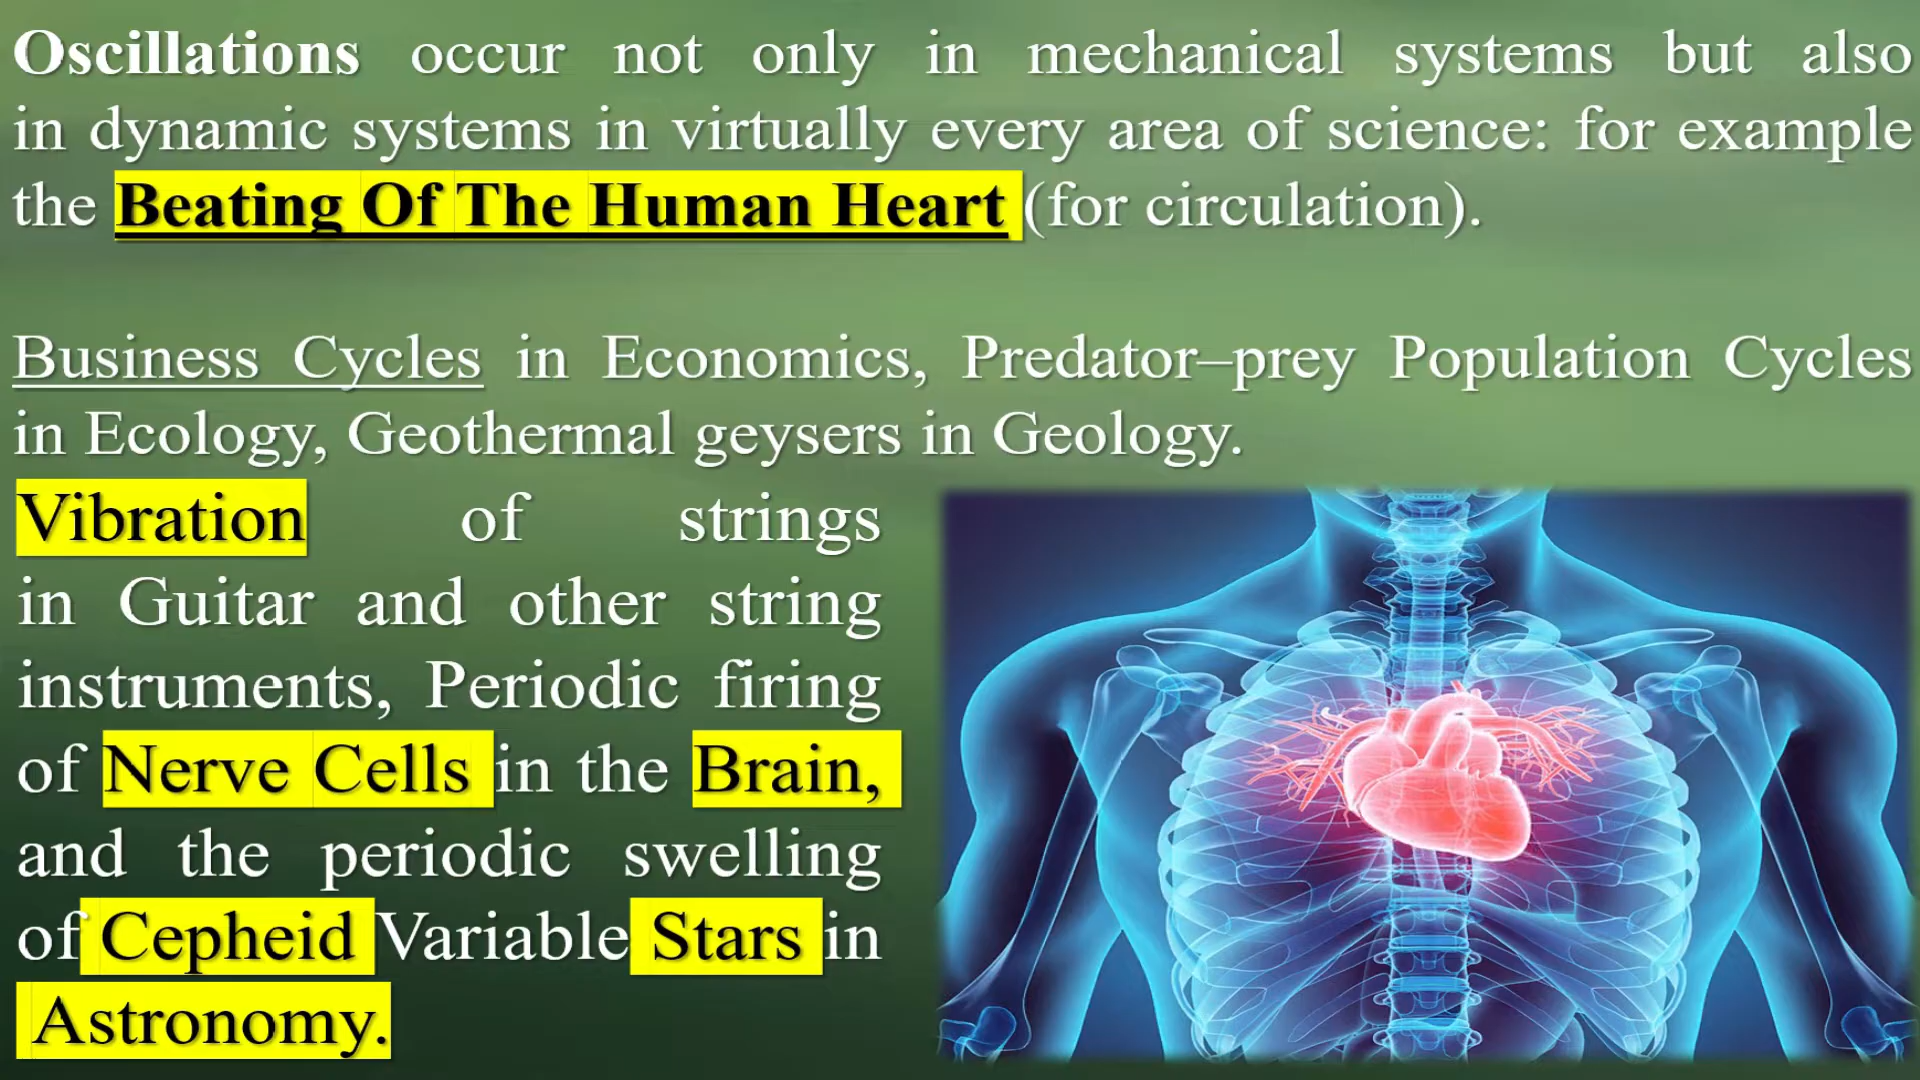 Oscillations occur not only in mechanical systems but also
in dynamic systems in virtually every area of science: for example
the Beating Of The Human Heart (for circulation).
Business Cycles in Economics, Predator–prey Population Cycles
in Ecology, Geothermal geysers in Geology.
Vibration of strings
in Guitar and other string
instruments, Periodic firing
of Nerve Cells in the Brain,
and the periodic swelling
of Cepheid Variable Stars in
Astronomy.